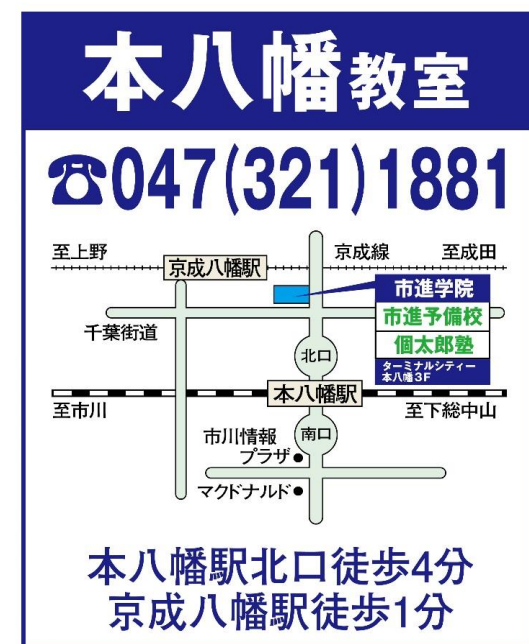 本八幡教室
☎047(321)1881
至上野
京成八幡駅
京成線
至成田
市進学院
市進予備校
個太郎塾
ターミナルシティー
本八幡3F
千葉街道
北口
本八幡駅
至市川
至下総中山
南口
市川情報
プラザ
マクドナルド
本八幡駅北口徒歩4分
京成八幡駅徒歩1分